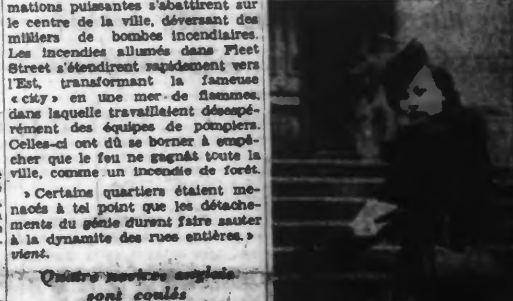 mations puissantes s'abattirent sur
le centre de la ville, déversant des
milliers de bombes incendiaires.
Les incendies allumés dans Fleet
Street s'étendirent rapidement vers
l'Est, transformant la fameuse
« city » en une mer de flammes,
dans laquelle travaillaient désespé-
rément des équipes de pompiers.
Celles-ci ont dû se borner à empê-
cher que le feu ne gagnât toute la
ville, comme un incendie de forêt.
» Certains quartiers étaient me-
nacés à tel point que les détache-
ments du génie durent faire sauter
à la dynamite des rues entières. »
vient.
Quatre navires anglais
sont coulés